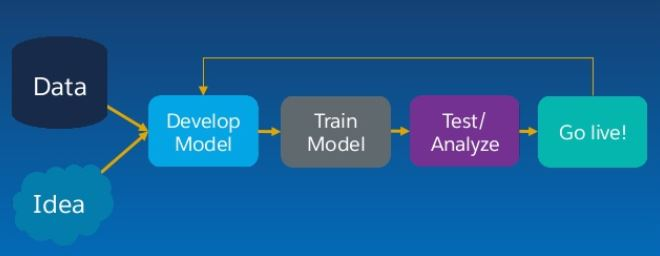 Data
Idea
Develop
Model
Train
Model
Test/
Analyze
Go live!